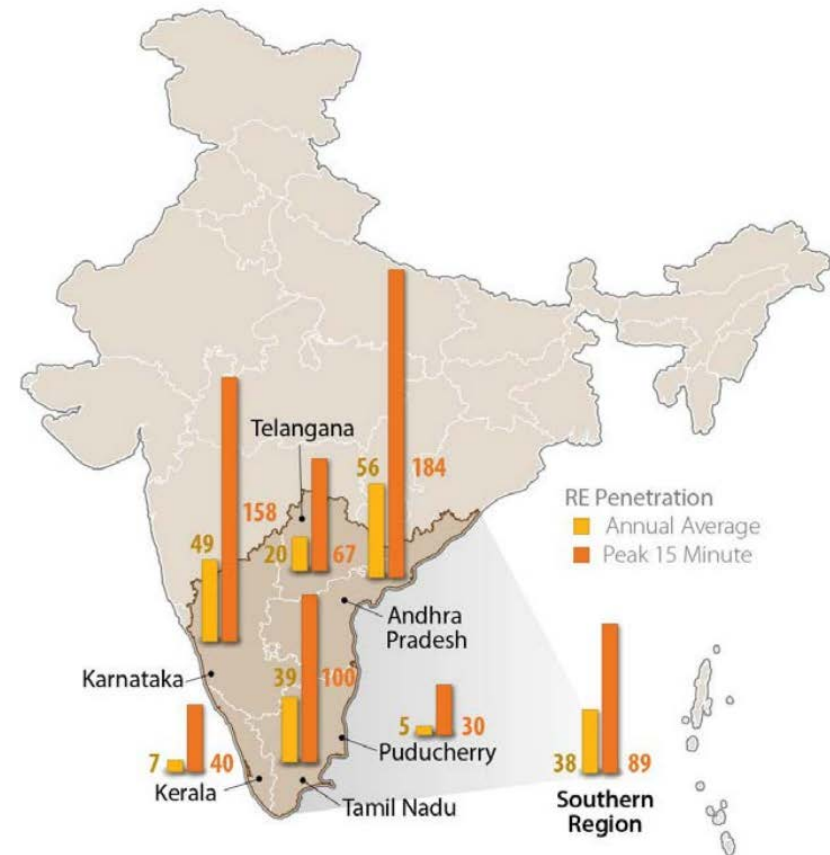 Telangana
56
184
158
49
20
67
RE Penetration
Annual Average
Peak 15 Minute
Andhra
Pradesh
Karnataka
39
100
5
30
Puducherry
7
40
Kerala
Tamil Nadu
38
89
Southern
Region